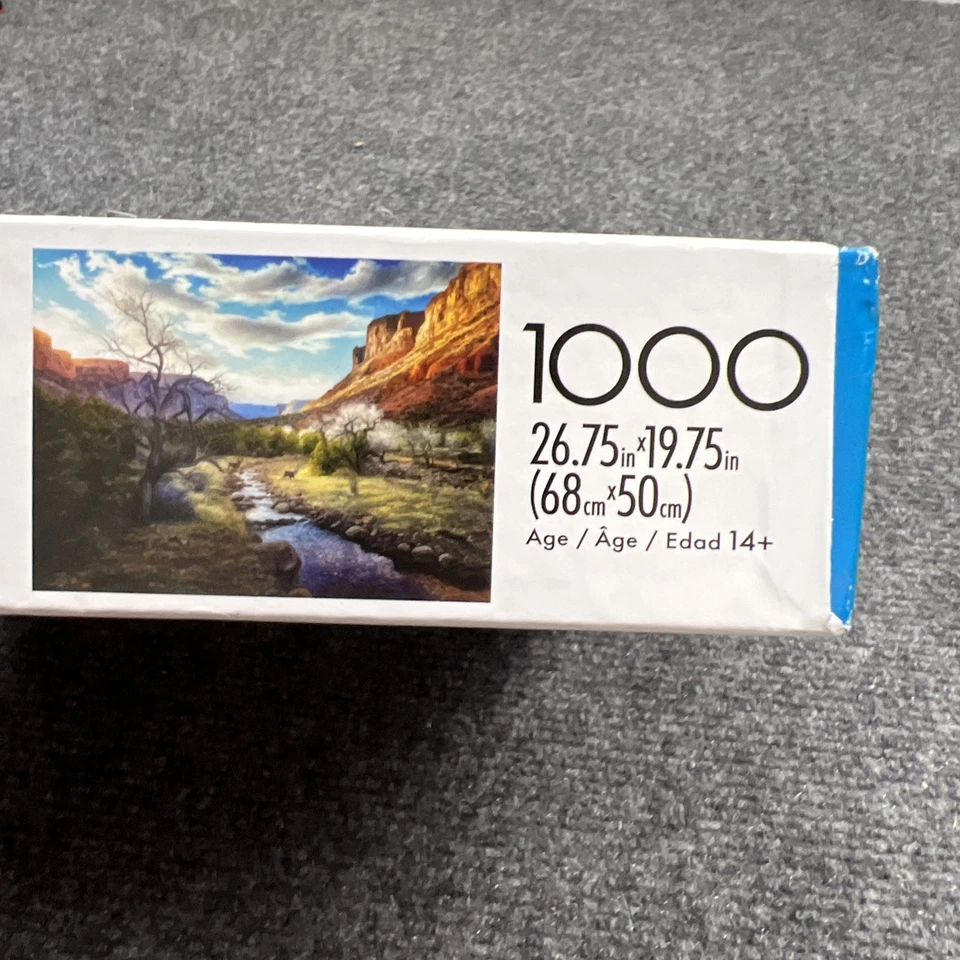 1000
26.75in x 19.75in
(68cm x 50cm)
Age / Âge / Edad 14+